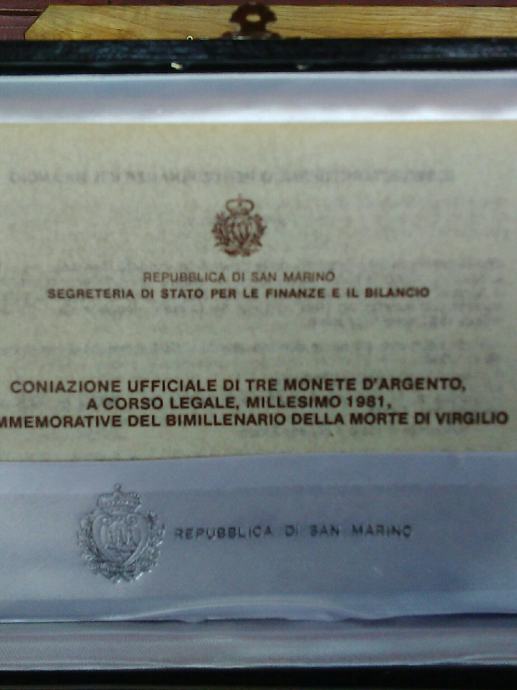 REPUBBLICA DI SAN MARINO
SEGRETERIA DI STATO PER LE FINANZE E IL BILANCIO
CONIAZIONE UFFICIALE DI TRE MONETE D'ARGENTO,
A CORSO LEGALE, MILLESIMO 1981,
MMEMORATIVE DEL BIMILLENARIO DELLA MORTE DI VIRGILIO
REPUBBLICA DI SAN MARINO